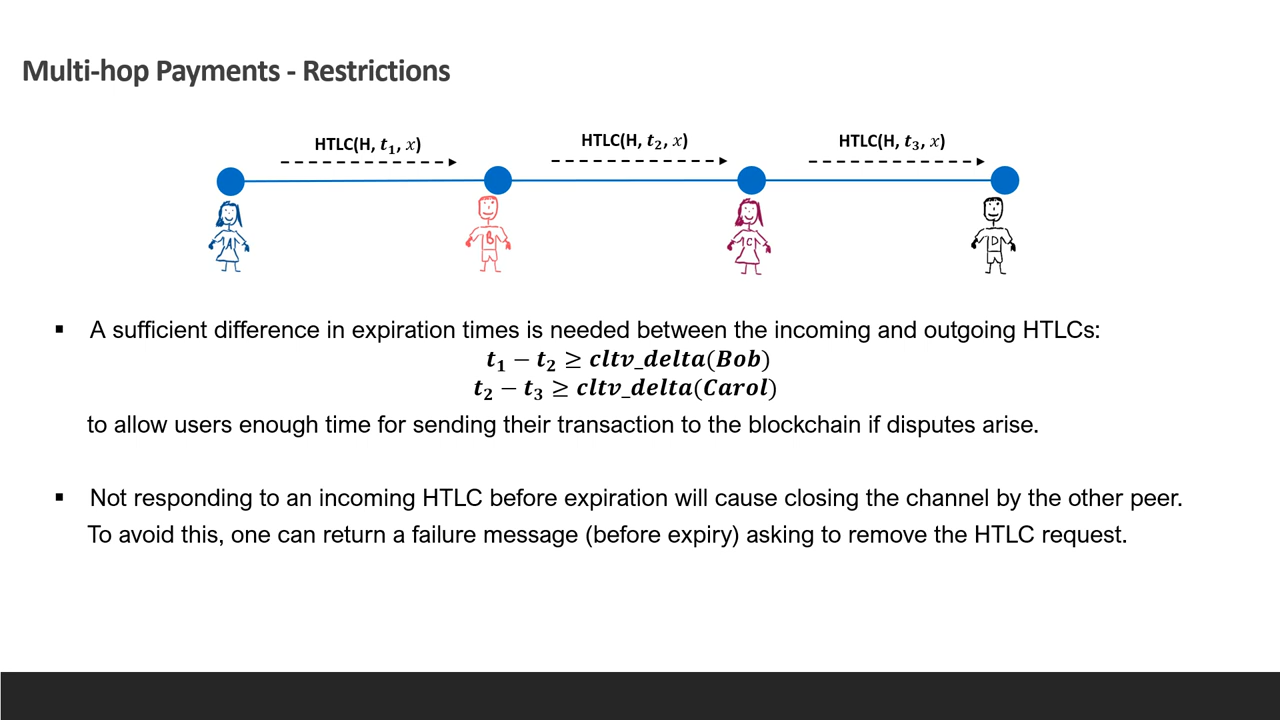 Multi-hop Payments - Restrictions
HTLC(H, t₁, x) HTLC(H, t₂, x) HTLC(H, t₃, x)
A B C D
▪ A sufficient difference in expiration times is needed between the incoming and outgoing HTLCs:
t₁ − t₂ ≥ cltv_delta(Bob)
t₂ − t₃ ≥ cltv_delta(Carol)
to allow users enough time for sending their transaction to the blockchain if disputes arise.
▪ Not responding to an incoming HTLC before expiration will cause closing the channel by the other peer.
To avoid this, one can return a failure message (before expiry) asking to remove the HTLC request.